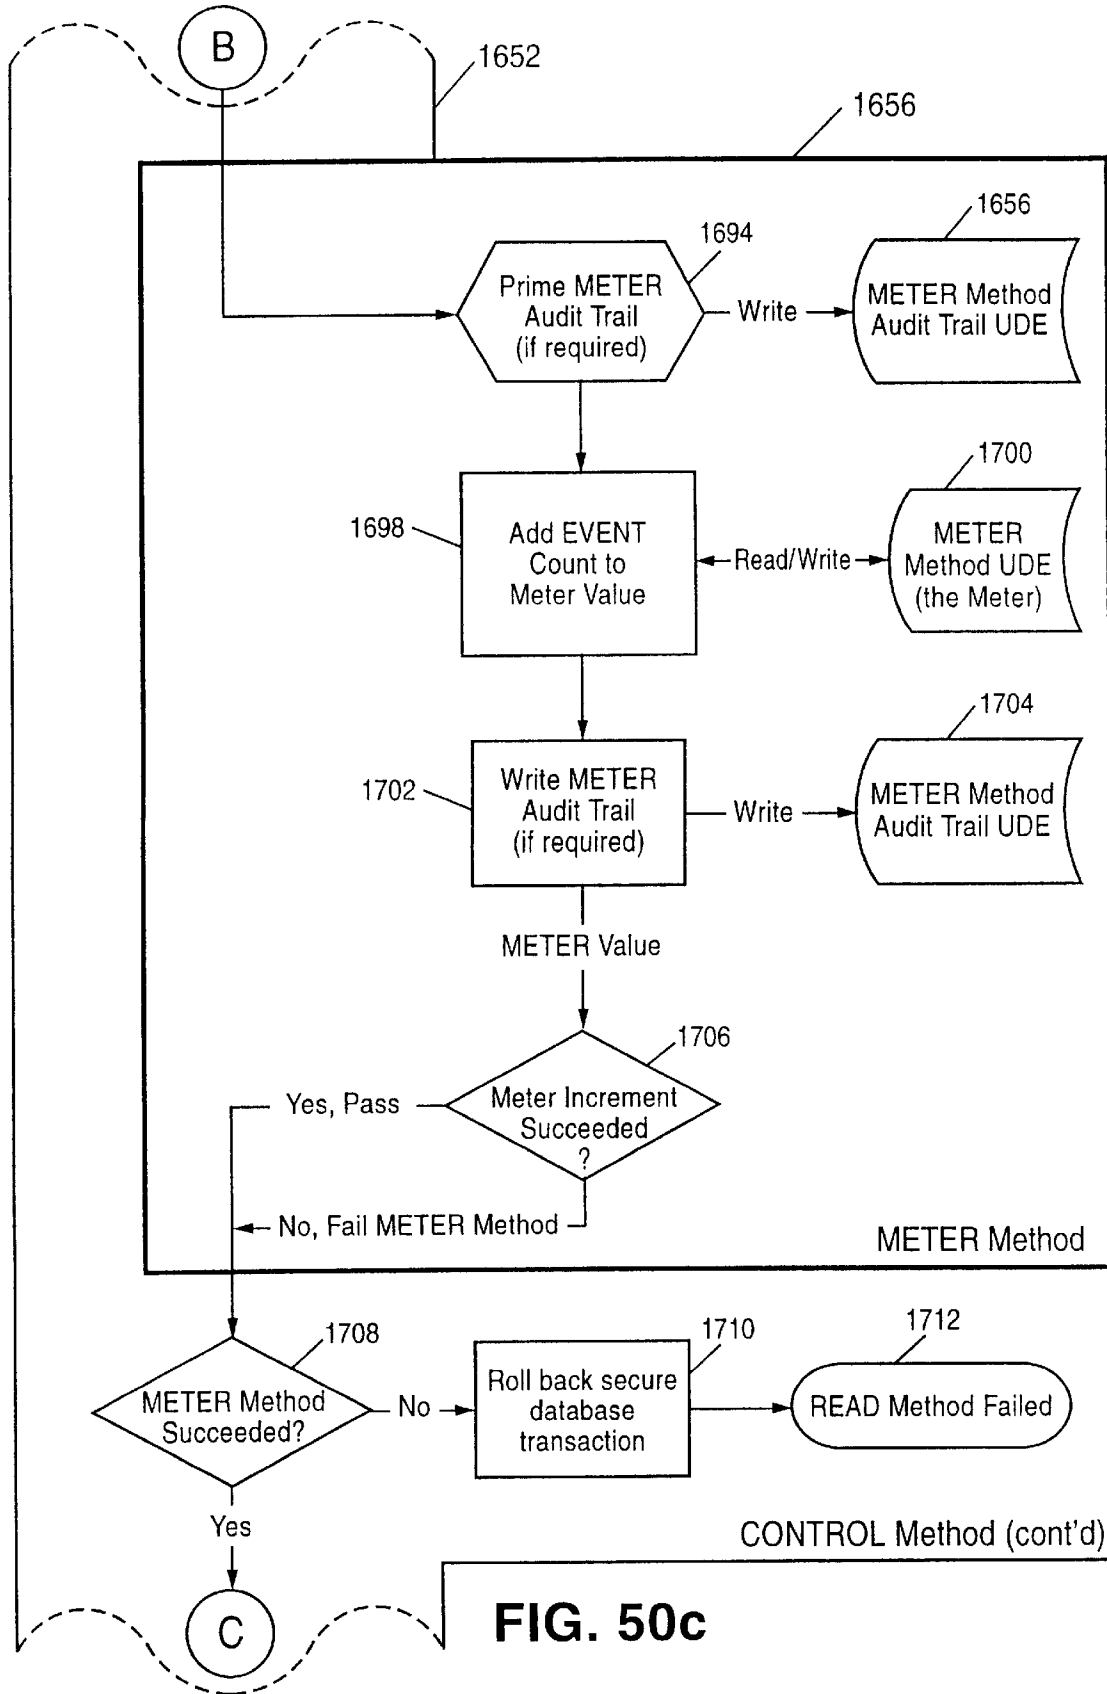 B
1652
1656
1694
1656
Prime METER
Audit Trail
(if required)
Write
METER Method
Audit Trail UDE
1700
1698
Add EVENT
Count to
Meter Value
Read/Write
METER
Method UDE
(the Meter)
1704
1702
Write METER
Audit Trail
(if required)
Write
METER Method
Audit Trail UDE
METER Value
1706
Meter Increment
Succeeded
?
Yes, Pass
No, Fail METER Method
METER Method
1708
METER Method
Succeeded?
No
1710
Roll back secure
database
transaction
1712
READ Method Failed
Yes
CONTROL Method (cont'd)
C
FIG. 50c